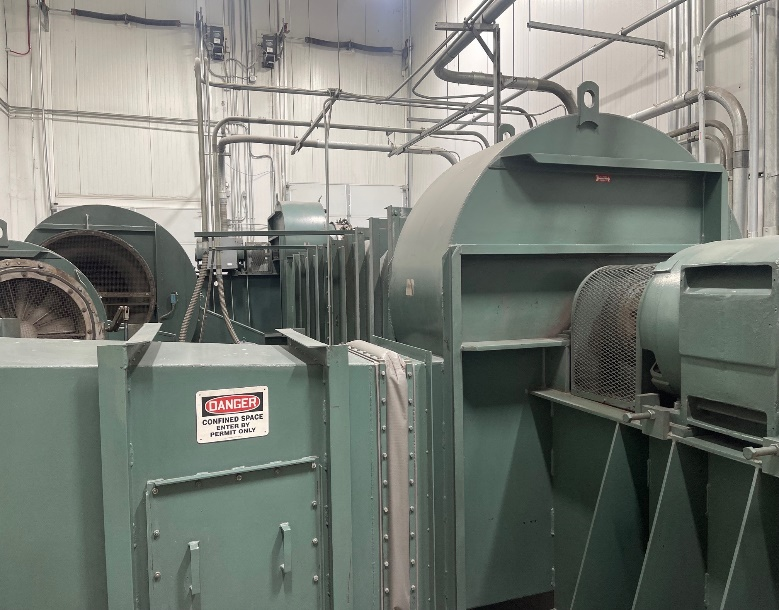 DANGER
CONFINED SPACE
ENTER BY
PERMIT ONLY